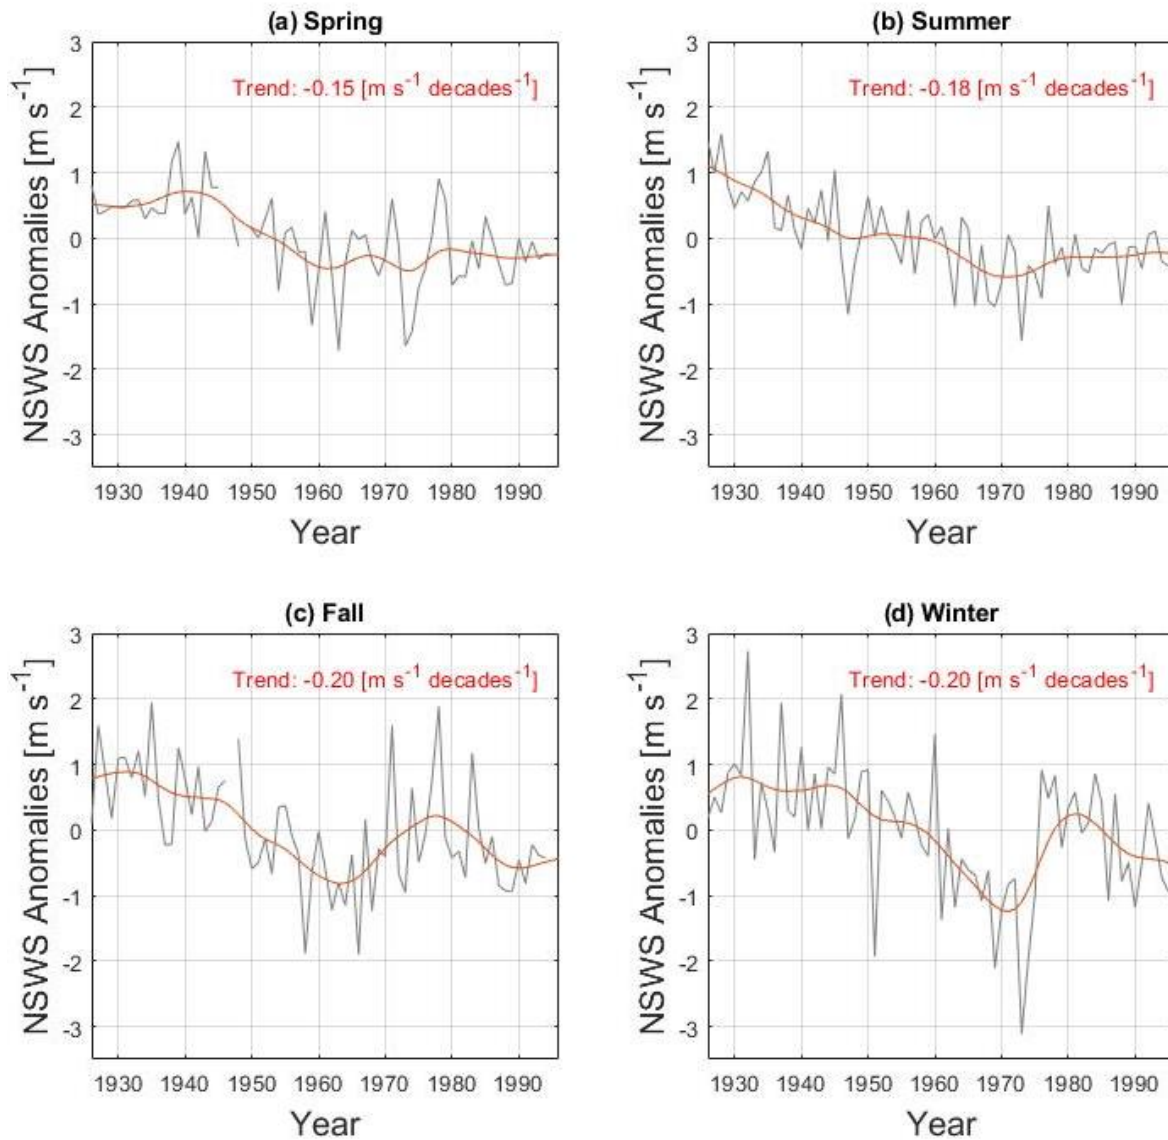 (a) Spring
Trend: -0.15 [m s⁻¹ decades⁻¹]
NSWS Anomalies [m s⁻¹]
3
2
1
0
-1
-2
-3
1930 1940 1950 1960 1970 1980 1990
Year
(b) Summer
Trend: -0.18 [m s⁻¹ decades⁻¹]
NSWS Anomalies [m s⁻¹]
3
2
1
0
-1
-2
-3
1930 1940 1950 1960 1970 1980 1990
Year
(c) Fall
Trend: -0.20 [m s⁻¹ decades⁻¹]
NSWS Anomalies [m s⁻¹]
3
2
1
0
-1
-2
-3
1930 1940 1950 1960 1970 1980 1990
Year
(d) Winter
Trend: -0.20 [m s⁻¹ decades⁻¹]
NSWS Anomalies [m s⁻¹]
3
2
1
0
-1
-2
-3
1930 1940 1950 1960 1970 1980 1990
Year